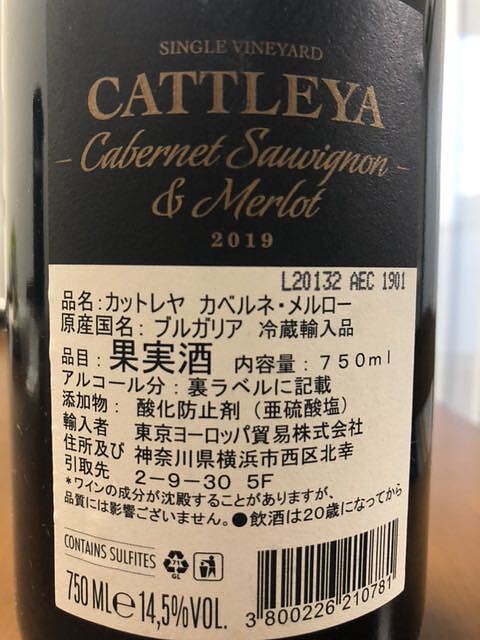 SINGLE VINEYARD
CATTLEYA
- Cabernet Sauvignon -
& Merlot
2019
L20132 AEC 1901
品名:カットレヤ カベルネ・メルロー
原産国名: ブルガリア 冷蔵輸入品
品目: 果実酒 内容量:750ml
アルコール分:裏ラベルに記載
添加物: 酸化防止剤(亜硫酸塩)
輸入者 東京ヨーロッパ貿易株式会社
住所及び 神奈川県横浜市西区北幸
引取先 2-9-30 5F
*ワインの成分が沈殿することがありますが、
品質には影響ございません。●飲酒は20歳になってから
CONTAINS SULFITES
71
GL
750 MLe 14,5%VOL.
3 800226 210781